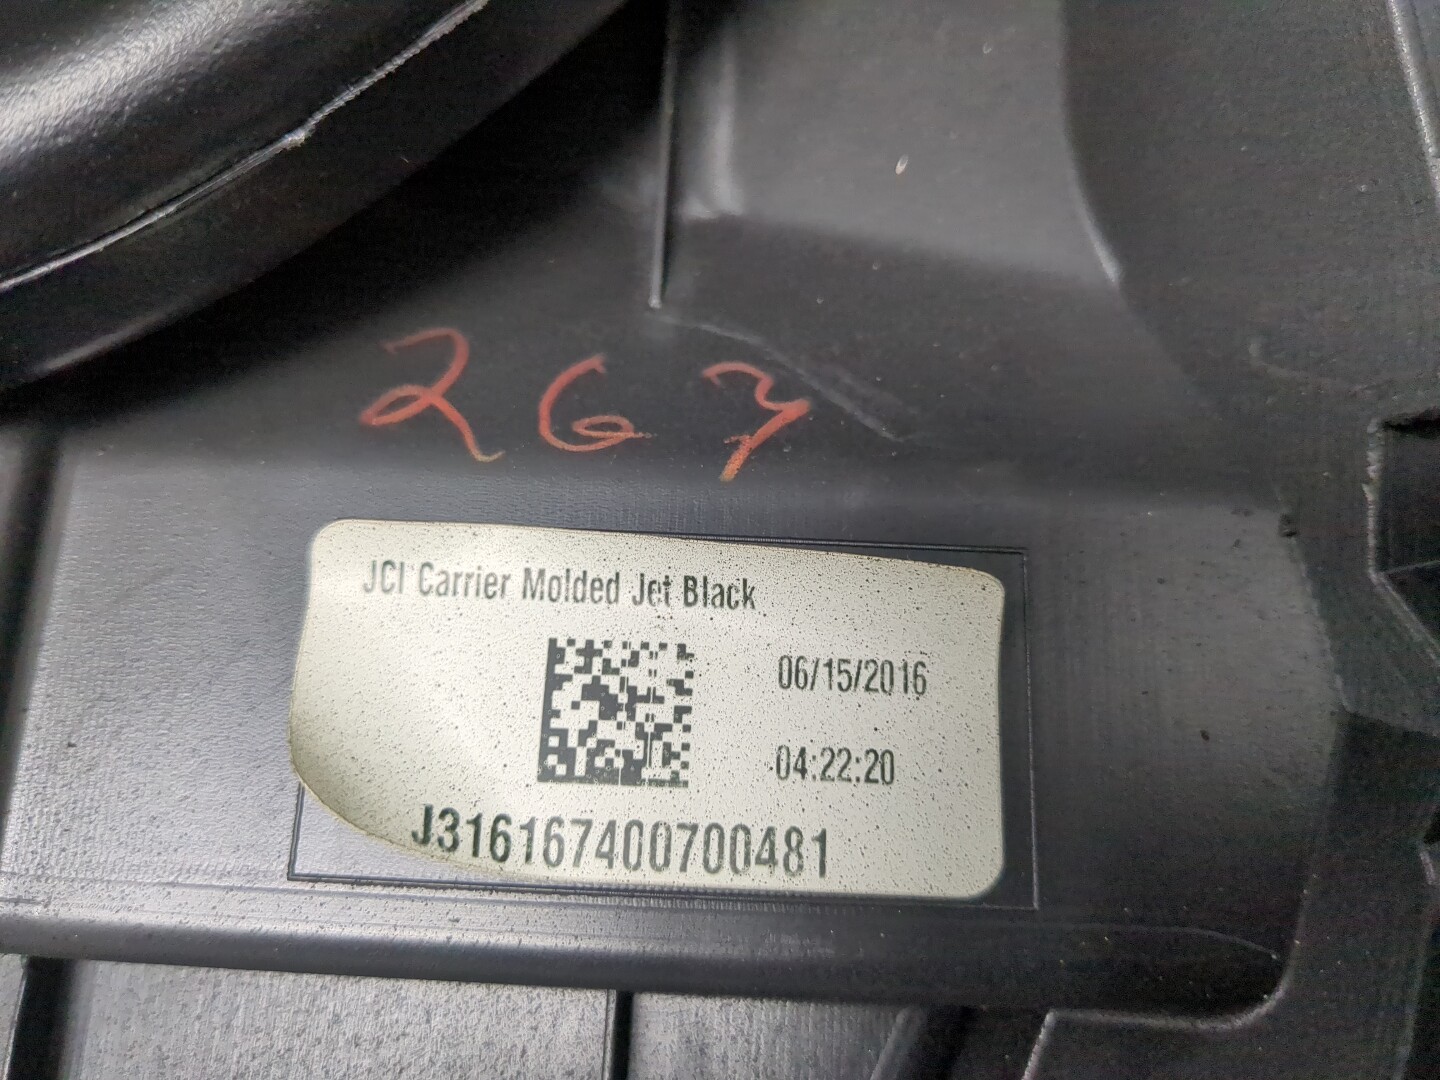 267
JCI Carrier Molded Jet Black
06/15/2016
04:22:20
J316167400700481